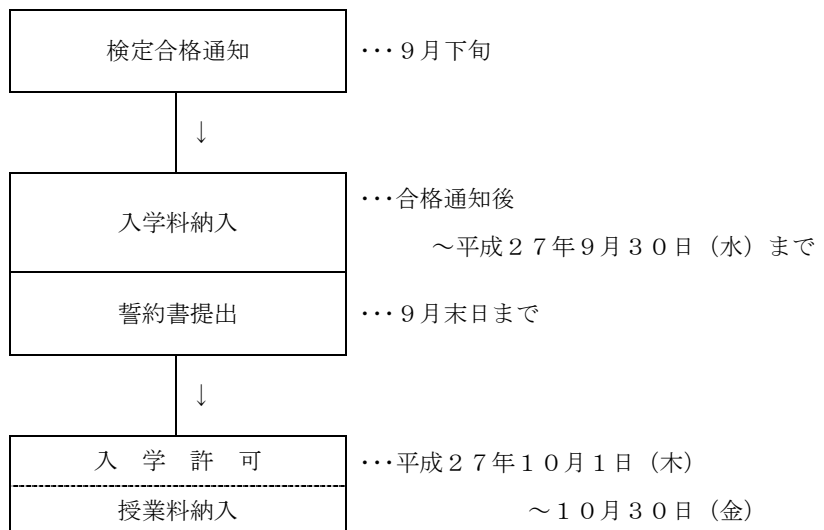 検定合格通知 ･･･９月下旬
↓
入学料納入 ･･･合格通知後
～平成２７年９月３０日（水）まで
誓約書提出 ･･･９月末日まで
↓
入　学　許　可 ･･･平成２７年１０月１日（木）
授業料納入 ～１０月３０日（金）